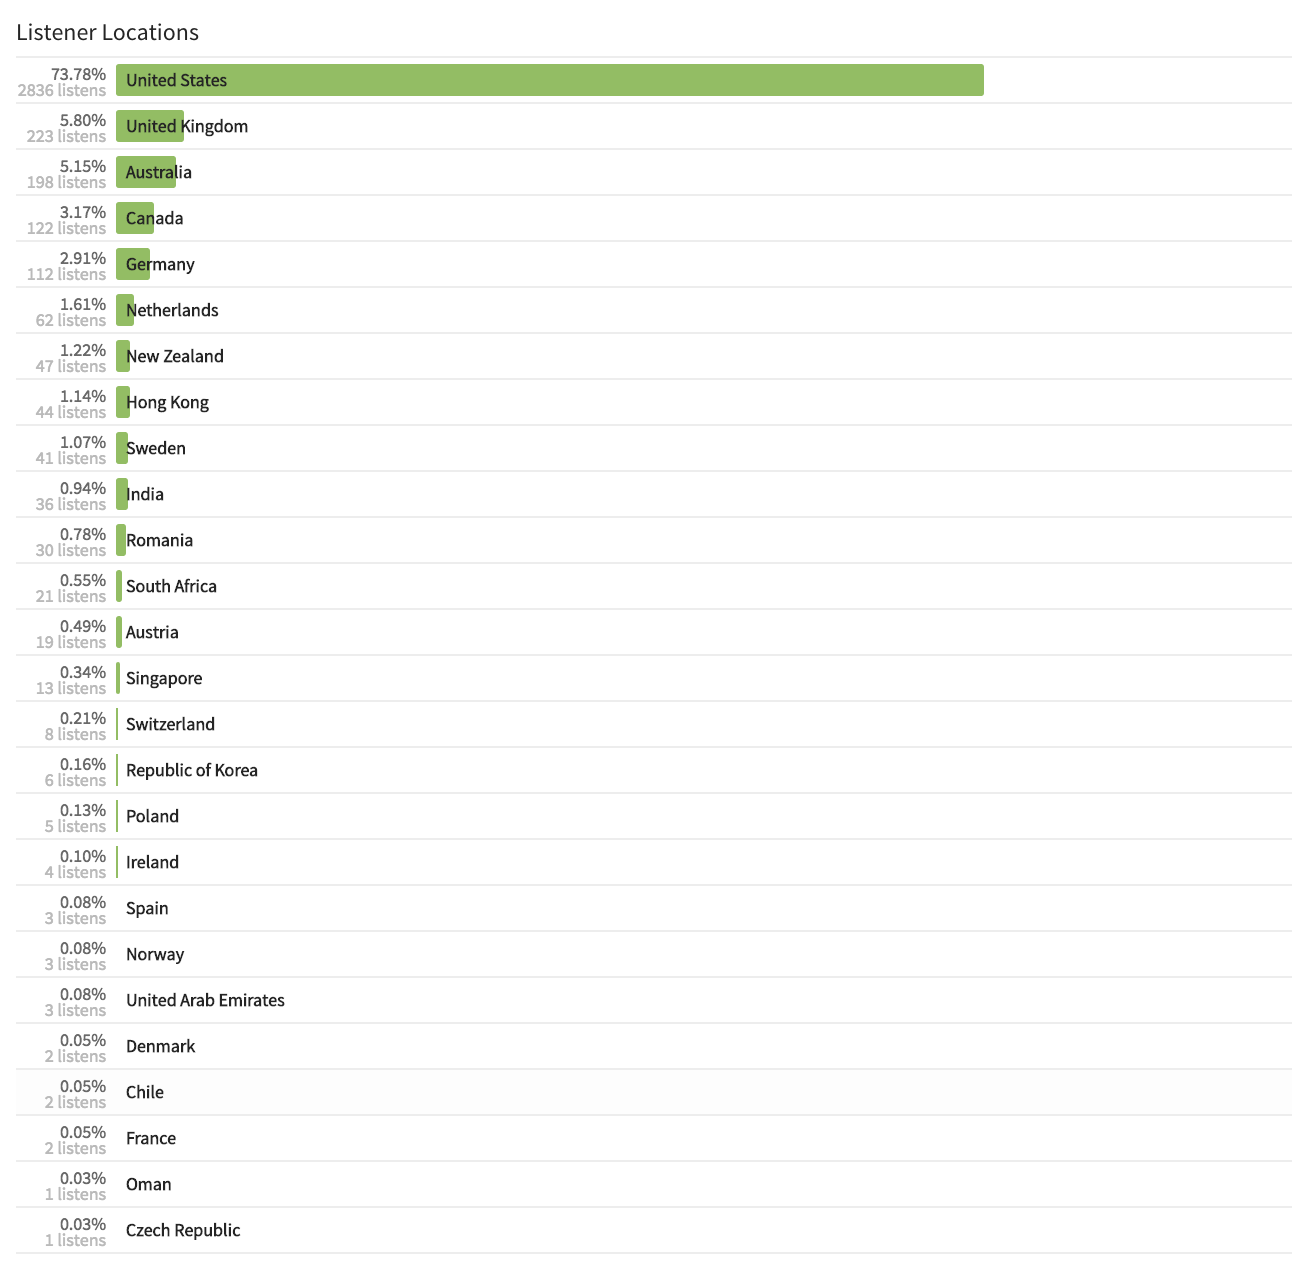 Listener Locations
73.78%
2836 listens
United States
5.80%
223 listens
United Kingdom
5.15%
198 listens
Australia
3.17%
122 listens
Canada
2.91%
112 listens
Germany
1.61%
62 listens
Netherlands
1.22%
47 listens
New Zealand
1.14%
44 listens
Hong Kong
1.07%
41 listens
Sweden
0.94%
36 listens
India
0.78%
30 listens
Romania
0.55%
21 listens
South Africa
0.49%
19 listens
Austria
0.34%
13 listens
Singapore
0.21%
8 listens
Switzerland
0.16%
6 listens
Republic of Korea
0.13%
5 listens
Poland
0.10%
4 listens
Ireland
0.08%
3 listens
Spain
0.08%
3 listens
Norway
0.08%
3 listens
United Arab Emirates
0.05%
2 listens
Denmark
0.05%
2 listens
Chile
0.05%
2 listens
France
0.03%
1 listens
Oman
0.03%
1 listens
Czech Republic